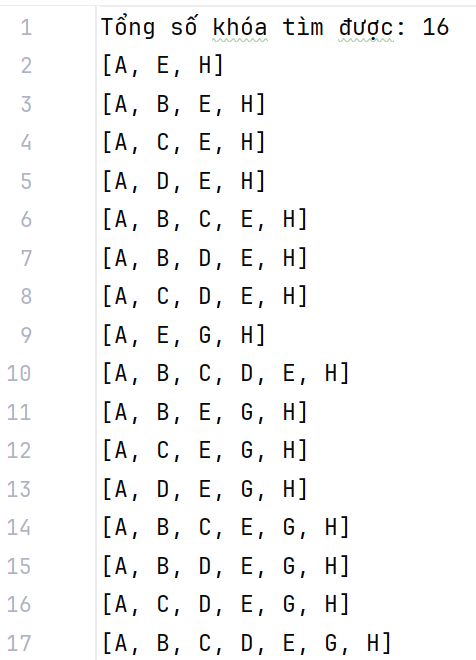 1 Tổng số khóa tìm được: 16
2 [A, E, H]
3 [A, B, E, H]
4 [A, C, E, H]
5 [A, D, E, H]
6 [A, B, C, E, H]
7 [A, B, D, E, H]
8 [A, C, D, E, H]
9 [A, E, G, H]
10 [A, B, C, D, E, H]
11 [A, B, E, G, H]
12 [A, C, E, G, H]
13 [A, D, E, G, H]
14 [A, B, C, E, G, H]
15 [A, B, D, E, G, H]
16 [A, C, D, E, G, H]
17 [A, B, C, D, E, G, H]